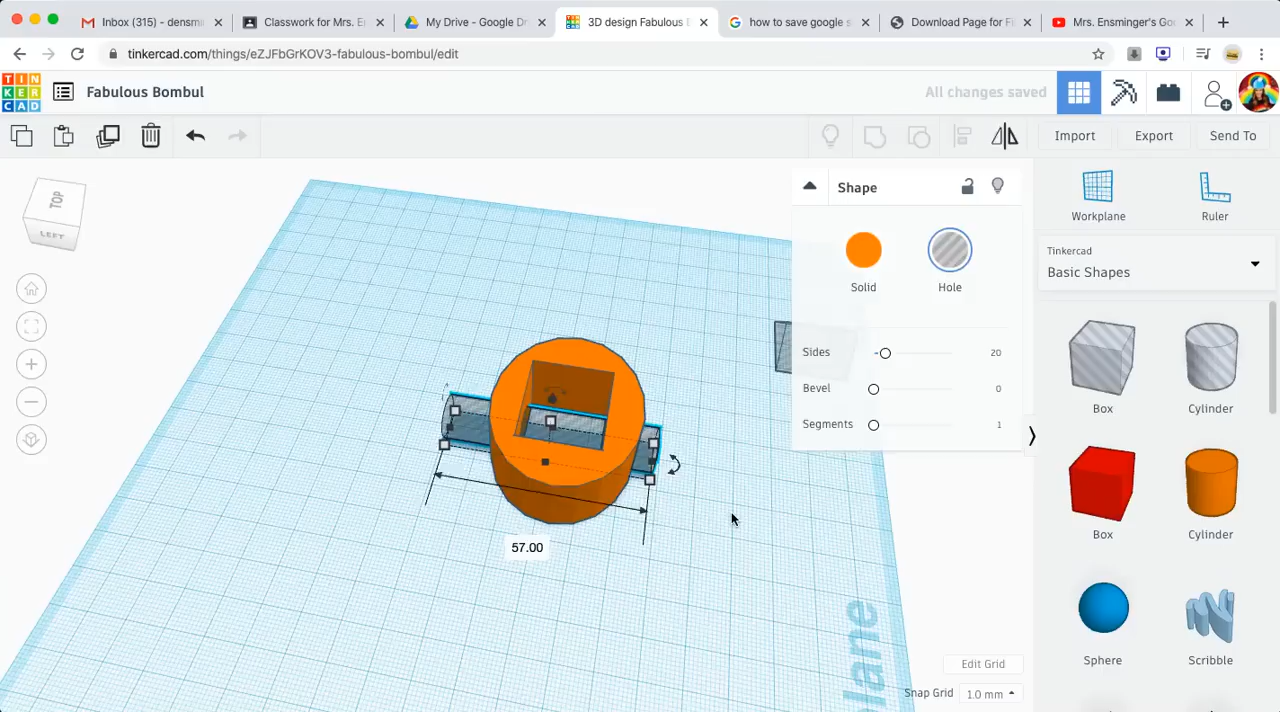 Inbox (315) - densmi
Classwork for Mrs. E
My Drive - Google Dr
3D design Fabulous B
how to save google s
Download Page for Fi
Mrs. Ensminger's Go
tinkercad.com/things/eZJFbGrKOV3-fabulous-bombul/edit
TIN
KER
CAD
Fabulous Bombul
All changes saved
Import
Export
Send To
TOP
LEFT
Shape
Solid
Hole
Sides
20
Bevel
0
Segments
1
Workplane
Ruler
Tinkercad
Basic Shapes
Box
Cylinder
Box
Cylinder
Sphere
Scribble
57.00
plane
Edit Grid
Snap Grid
1.0 mm